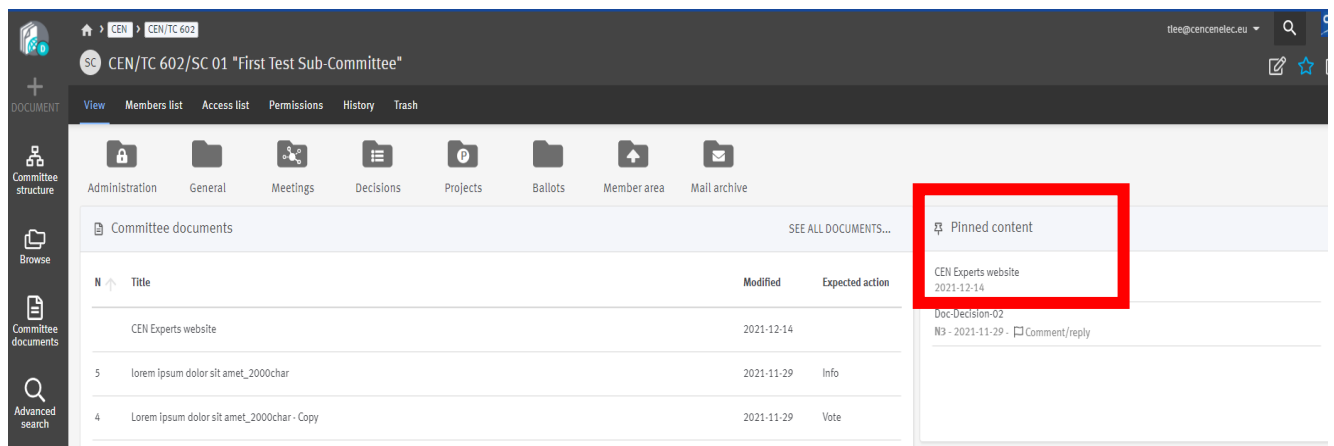 CEN CEN/TC 602
tlee@cencenelec.eu
SC CEN/TC 602/SC 01 "First Test Sub-Committee"
D
DOCUMENT
View Members list Access list Permissions History Trash
Committee structure
Administration General Meetings Decisions Projects Ballots Member area Mail archive
P
Browse
Committee documents SEE ALL DOCUMENTS...
Pinned content
N Title Modified Expected action
CEN Experts website
2021-12-14
CEN Experts website 2021-12-14
Doc-Decision-02
N3 - 2021-11-29 - Comment/reply
Committee documents
5 lorem ipsum dolor sit amet_2000char 2021-11-29 Info
4 Lorem ipsum dolor sit amet_2000char - Copy 2021-11-29 Vote
Advanced search